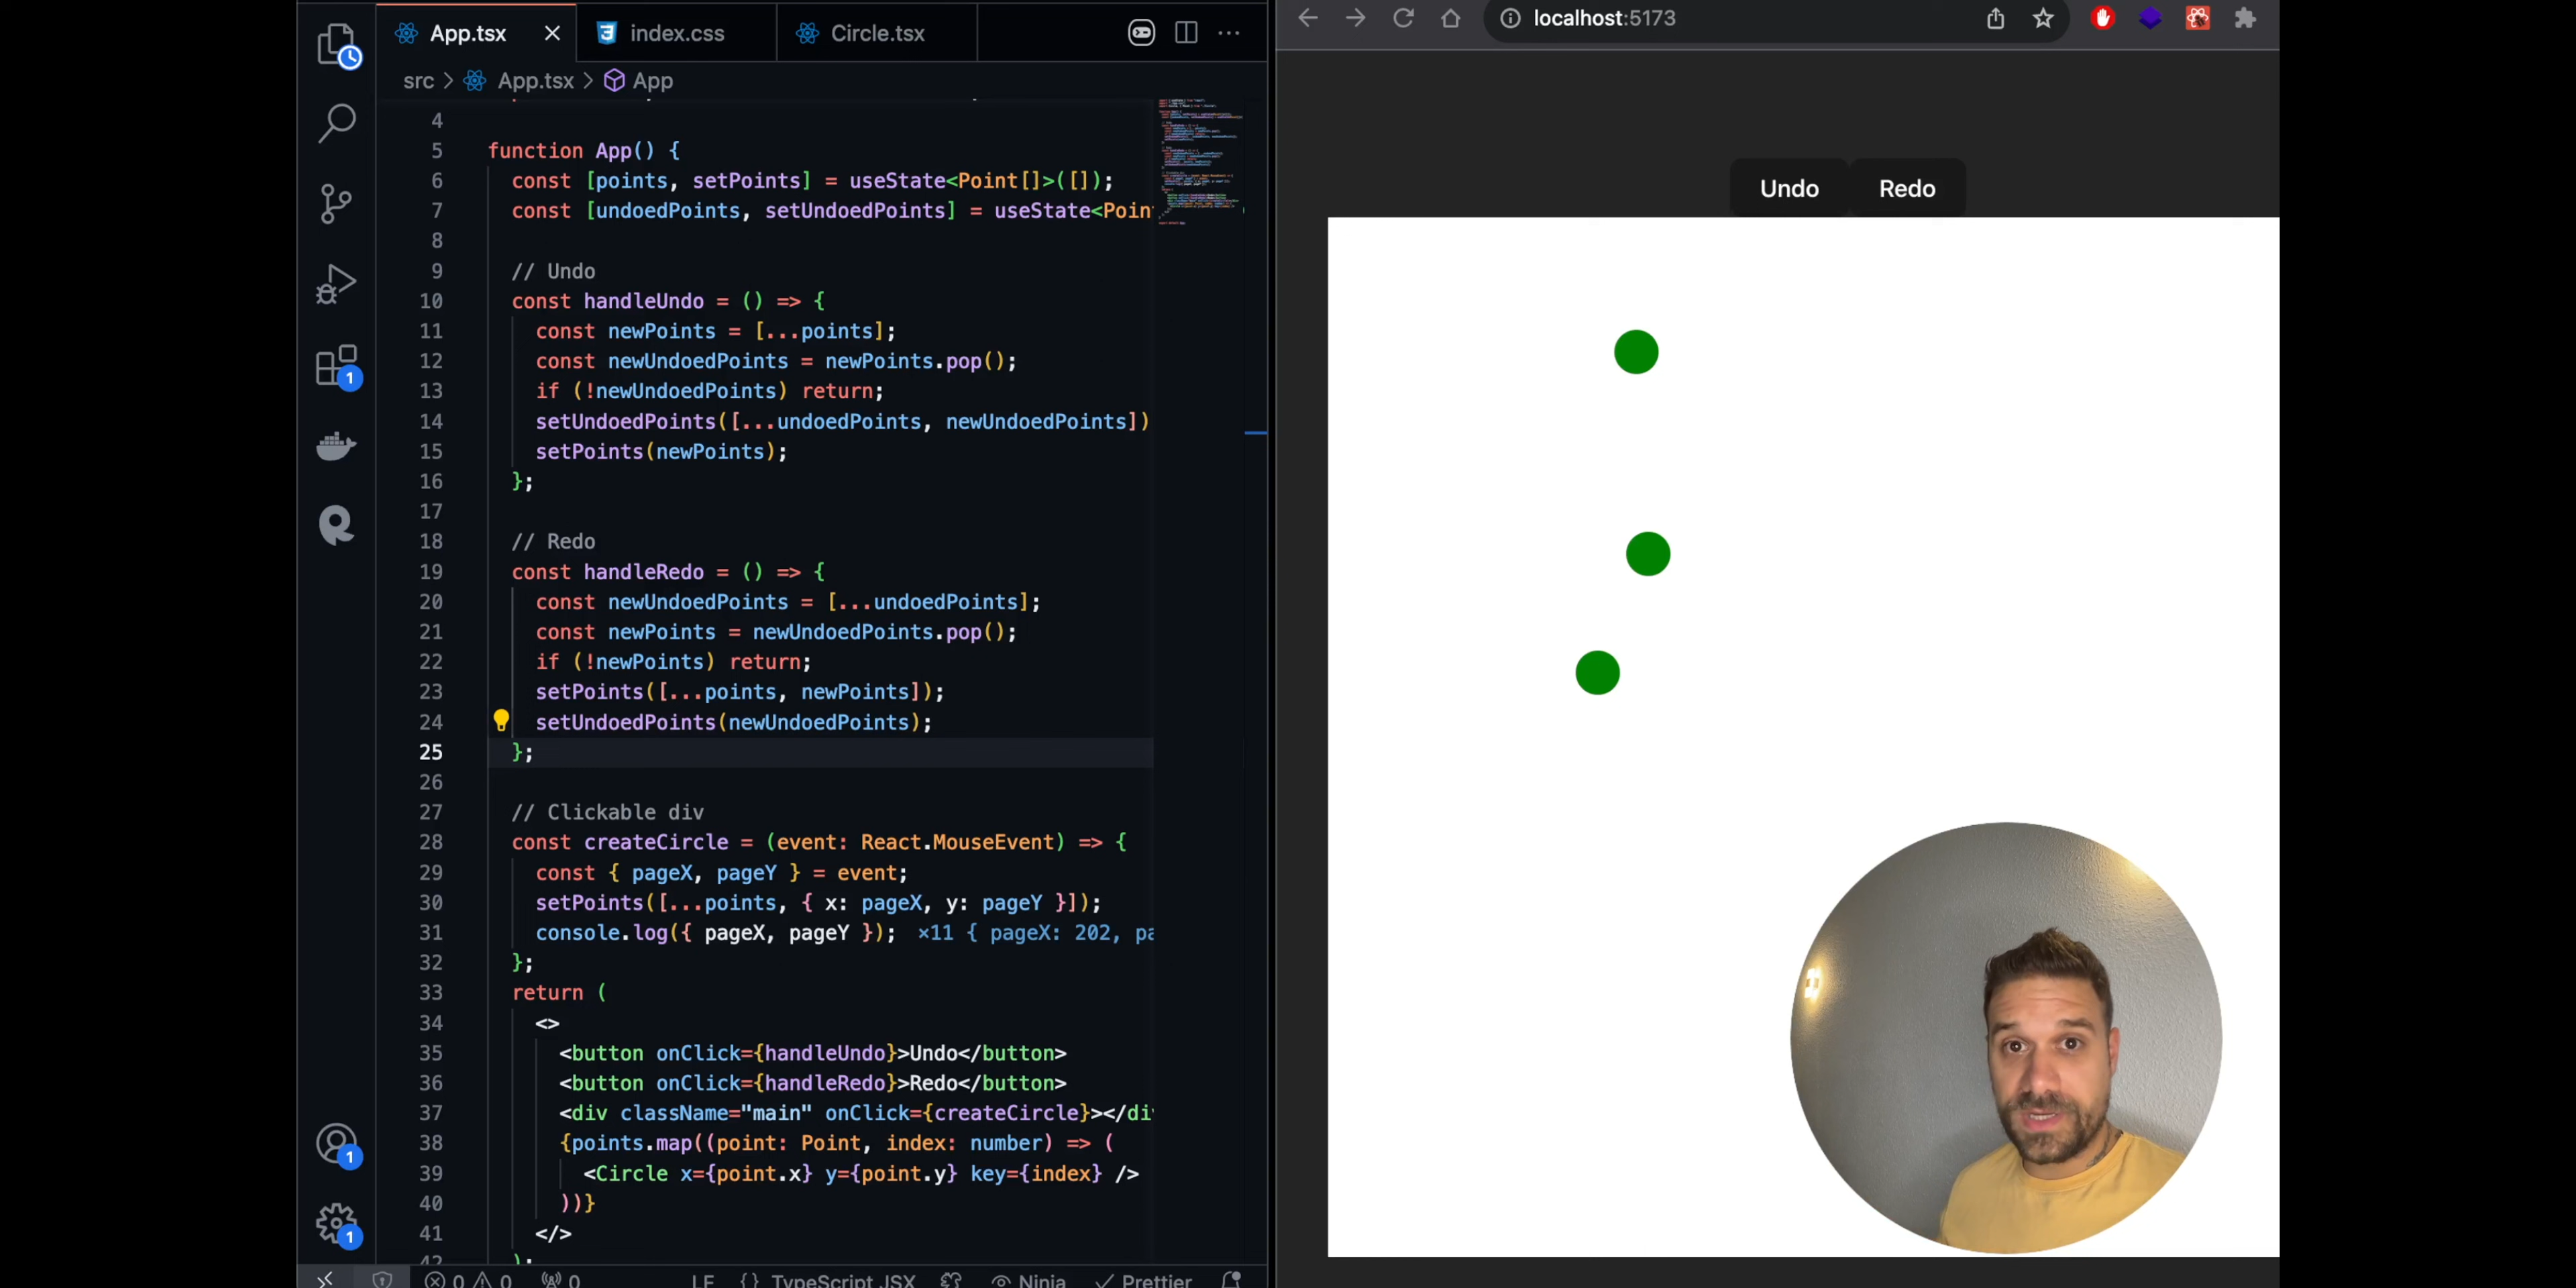 App.tsx
index.css
Circle.tsx
src > App.tsx > App
4
5 function App() {
6 const [points, setPoints] = useState<Point[]>([]);
7 const [undoedPoints, setUndoedPoints] = useState<Poin
8
9 // Undo
10 const handleUndo = () => {
11 const newPoints = [...points];
12 const newUndoedPoints = newPoints.pop();
13 if (!newUndoedPoints) return;
14 setUndoedPoints([...undoedPoints, newUndoedPoints])
15 setPoints(newPoints);
16 };
17
18 // Redo
19 const handleRedo = () => {
20 const newUndoedPoints = [...undoedPoints];
21 const newPoints = newUndoedPoints.pop();
22 if (!newPoints) return;
23 setPoints([...points, newPoints]);
24 setUndoedPoints(newUndoedPoints);
25 };
26
27 // Clickable div
28 const createCircle = (event: React.MouseEvent) => {
29 const { pageX, pageY } = event;
30 setPoints([...points, { x: pageX, y: pageY }]);
31 console.log({ pageX, pageY }); ×11 { pageX: 202, pa
32 };
33 return (
34 <>
35 <button onClick={handleUndo}>Undo</button>
36 <button onClick={handleRedo}>Redo</button>
37 <div className="main" onClick={createCircle}></di
38 {points.map((point: Point, index: number) => (
39 <Circle x={point.x} y={point.y} key={index} />
40 ))}
41 </>
42 );
1
1
1
0 0 0 LF {} TypeScript JSX Ninja Prettier
localhost:5173
Undo Redo